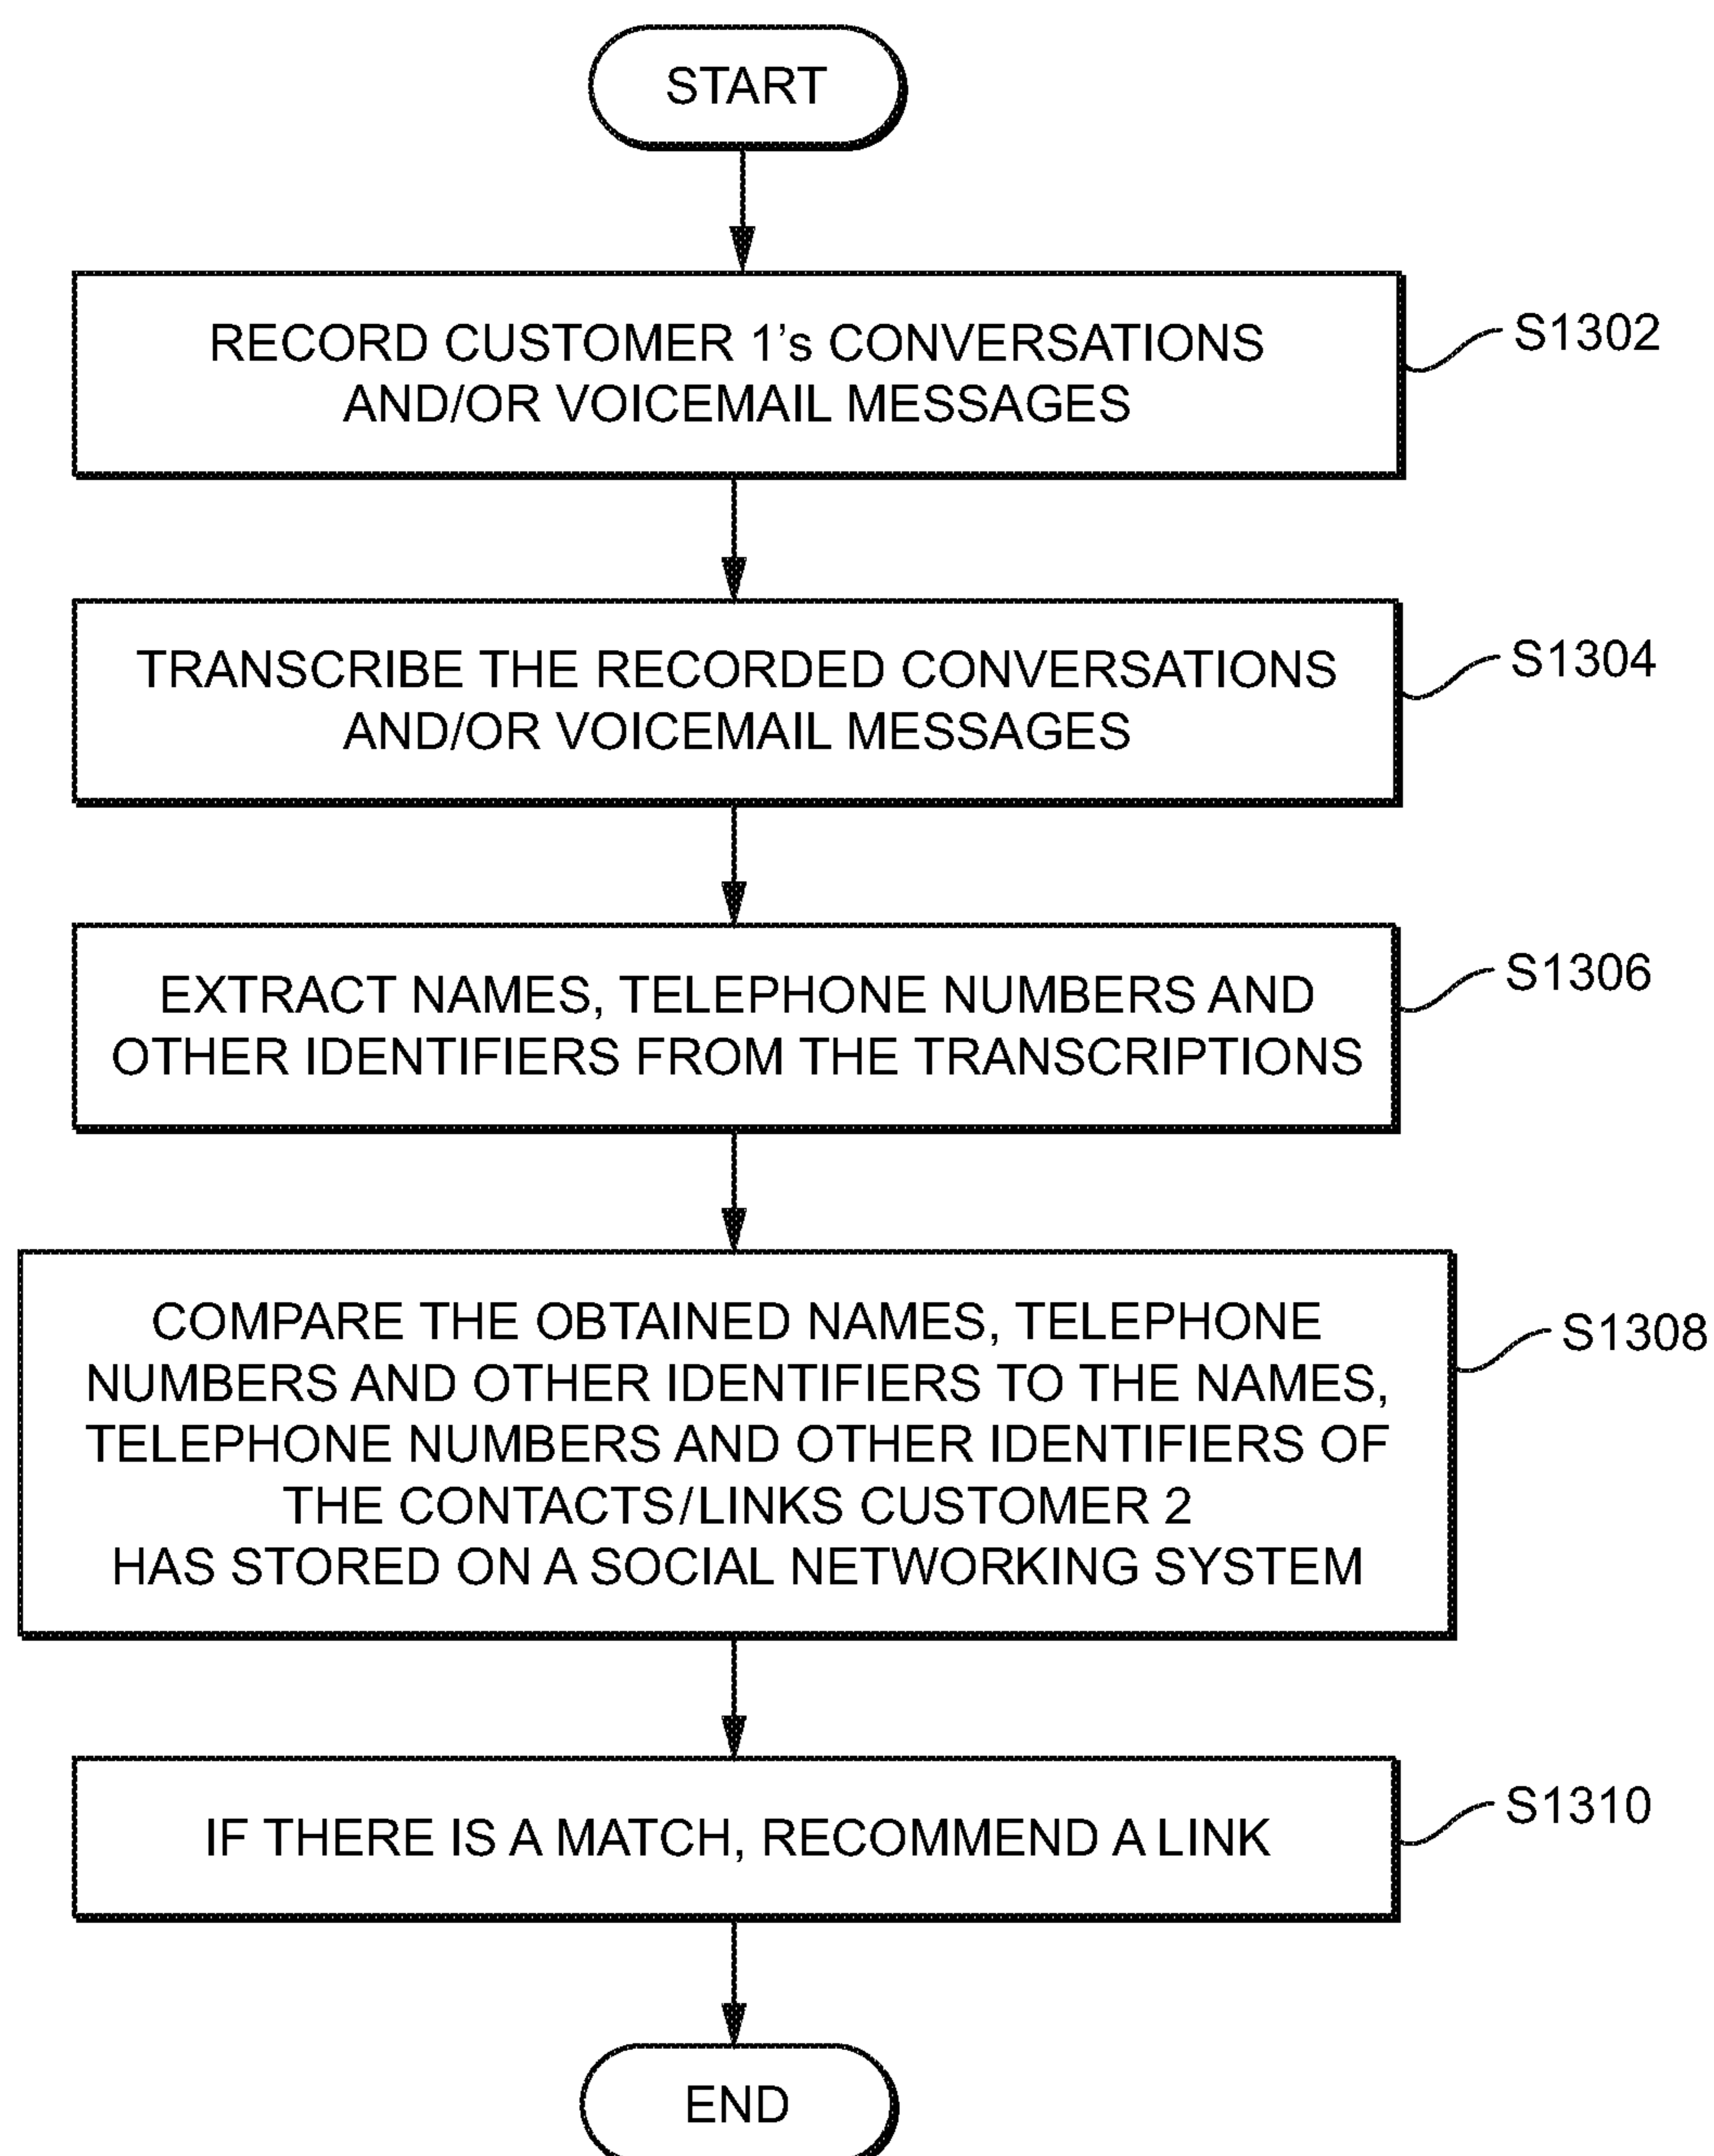 START
RECORD CUSTOMER 1's CONVERSATIONS
AND/OR VOICEMAIL MESSAGES
S1302
TRANSCRIBE THE RECORDED CONVERSATIONS
AND/OR VOICEMAIL MESSAGES
S1304
EXTRACT NAMES, TELEPHONE NUMBERS AND
OTHER IDENTIFIERS FROM THE TRANSCRIPTIONS
S1306
COMPARE THE OBTAINED NAMES, TELEPHONE
NUMBERS AND OTHER IDENTIFIERS TO THE NAMES,
TELEPHONE NUMBERS AND OTHER IDENTIFIERS OF
THE CONTACTS/LINKS CUSTOMER 2
HAS STORED ON A SOCIAL NETWORKING SYSTEM
S1308
IF THERE IS A MATCH, RECOMMEND A LINK
S1310
END